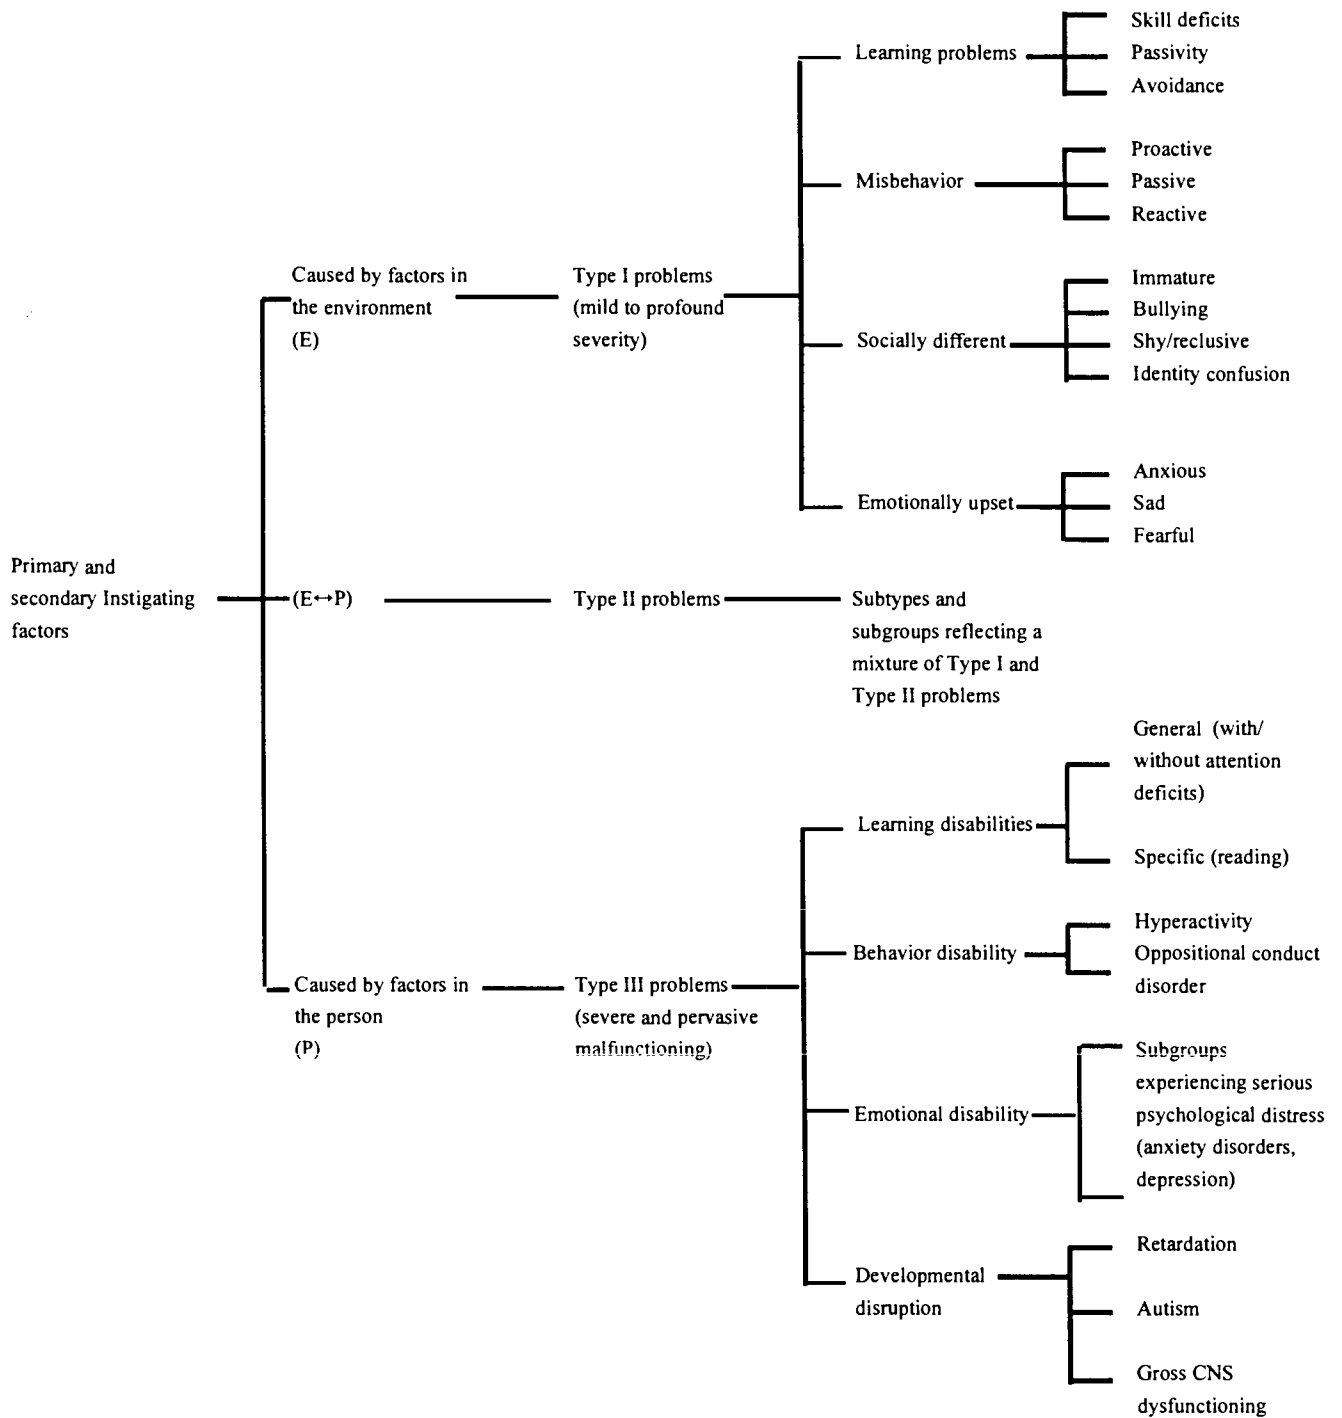 Primary and
secondary Instigating
factors
Caused by factors in
the environment
(E)
Type I problems
(mild to profound
severity)
Learning problems
Skill deficits
Passivity
Avoidance
Misbehavior
Proactive
Passive
Reactive
Socially different
Immature
Bullying
Shy/reclusive
Identity confusion
Emotionally upset
Anxious
Sad
Fearful
(E↔P)
Type II problems
Subtypes and
subgroups reflecting a
mixture of Type I and
Type II problems
Caused by factors in
the person
(P)
Type III problems
(severe and pervasive
malfunctioning)
Learning disabilities
General (with/
without attention
deficits)
Specific (reading)
Behavior disability
Hyperactivity
Oppositional conduct
disorder
Emotional disability
Subgroups
experiencing serious
psychological distress
(anxiety disorders,
depression)
Developmental
disruption
Retardation
Autism
Gross CNS
dysfunctioning